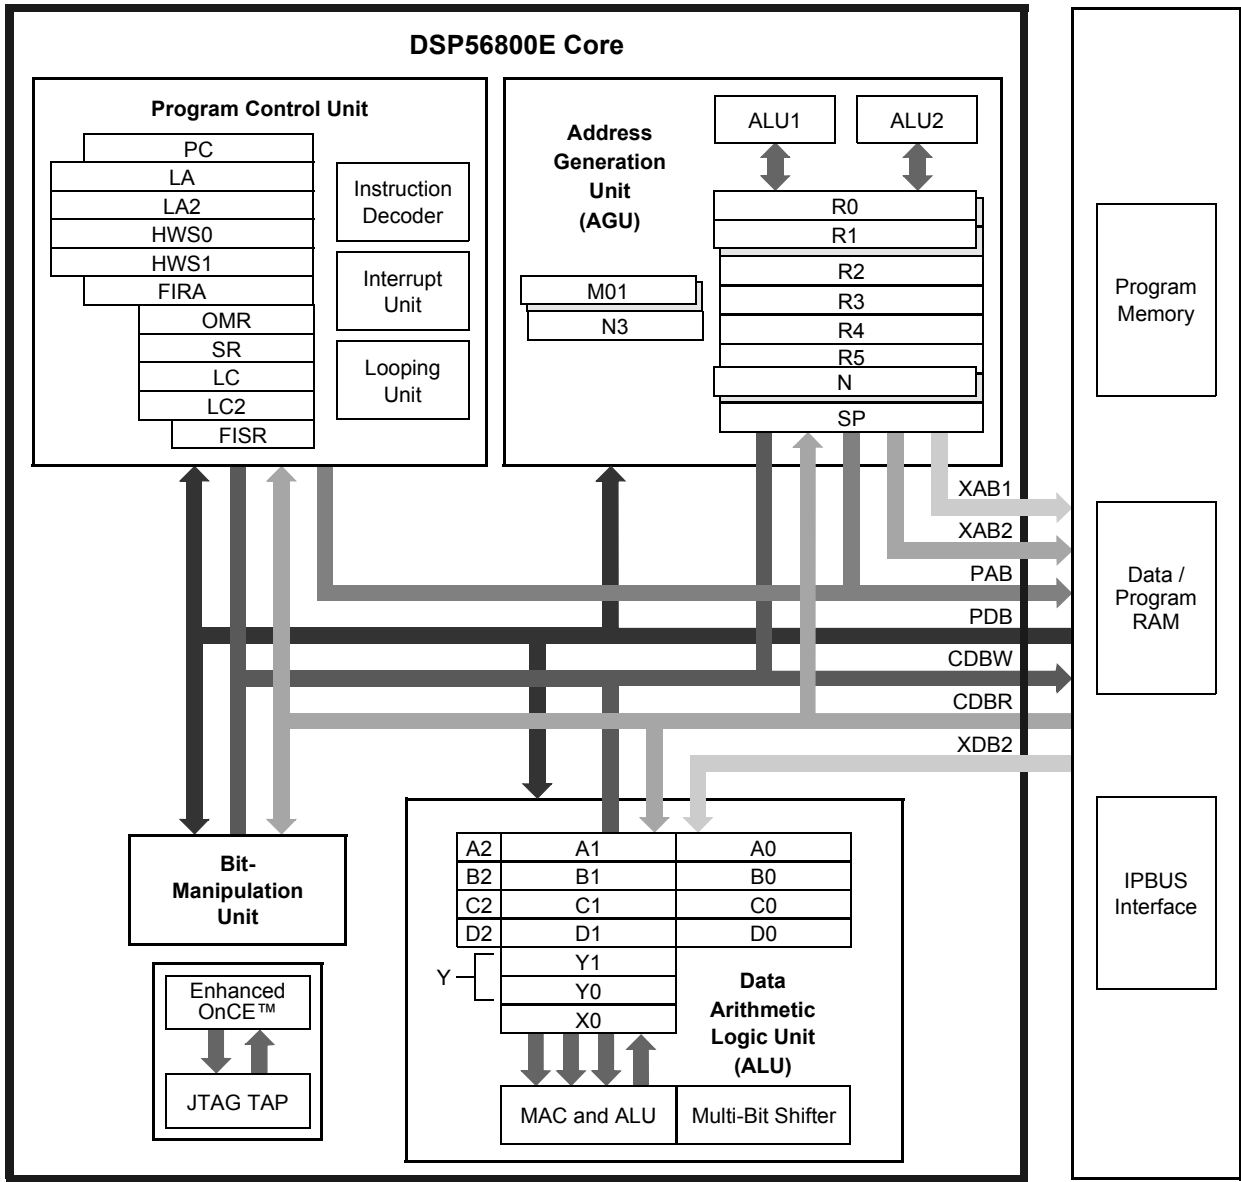 DSP56800E Core
Program Control Unit
PC
LA
LA2
HWS0
HWS1
FIRA
OMR
SR
LC
LC2
FISR
Instruction
Decoder
Interrupt
Unit
Looping
Unit
Address
Generation
Unit
(AGU)
ALU1
ALU2
R0
R1
R2
R3
R4
R5
N
SP
M01
N3
XAB1
XAB2
PAB
PDB
CDBW
CDBR
XDB2
Program
Memory
Data /
Program
RAM
IPBUS
Interface
Bit-
Manipulation
Unit
Enhanced
OnCE™
JTAG TAP
A2 A1 A0
B2 B1 B0
C2 C1 C0
D2 D1 D0
Y
Y1
Y0
X0
Data
Arithmetic
Logic Unit
(ALU)
MAC and ALU
Multi-Bit Shifter